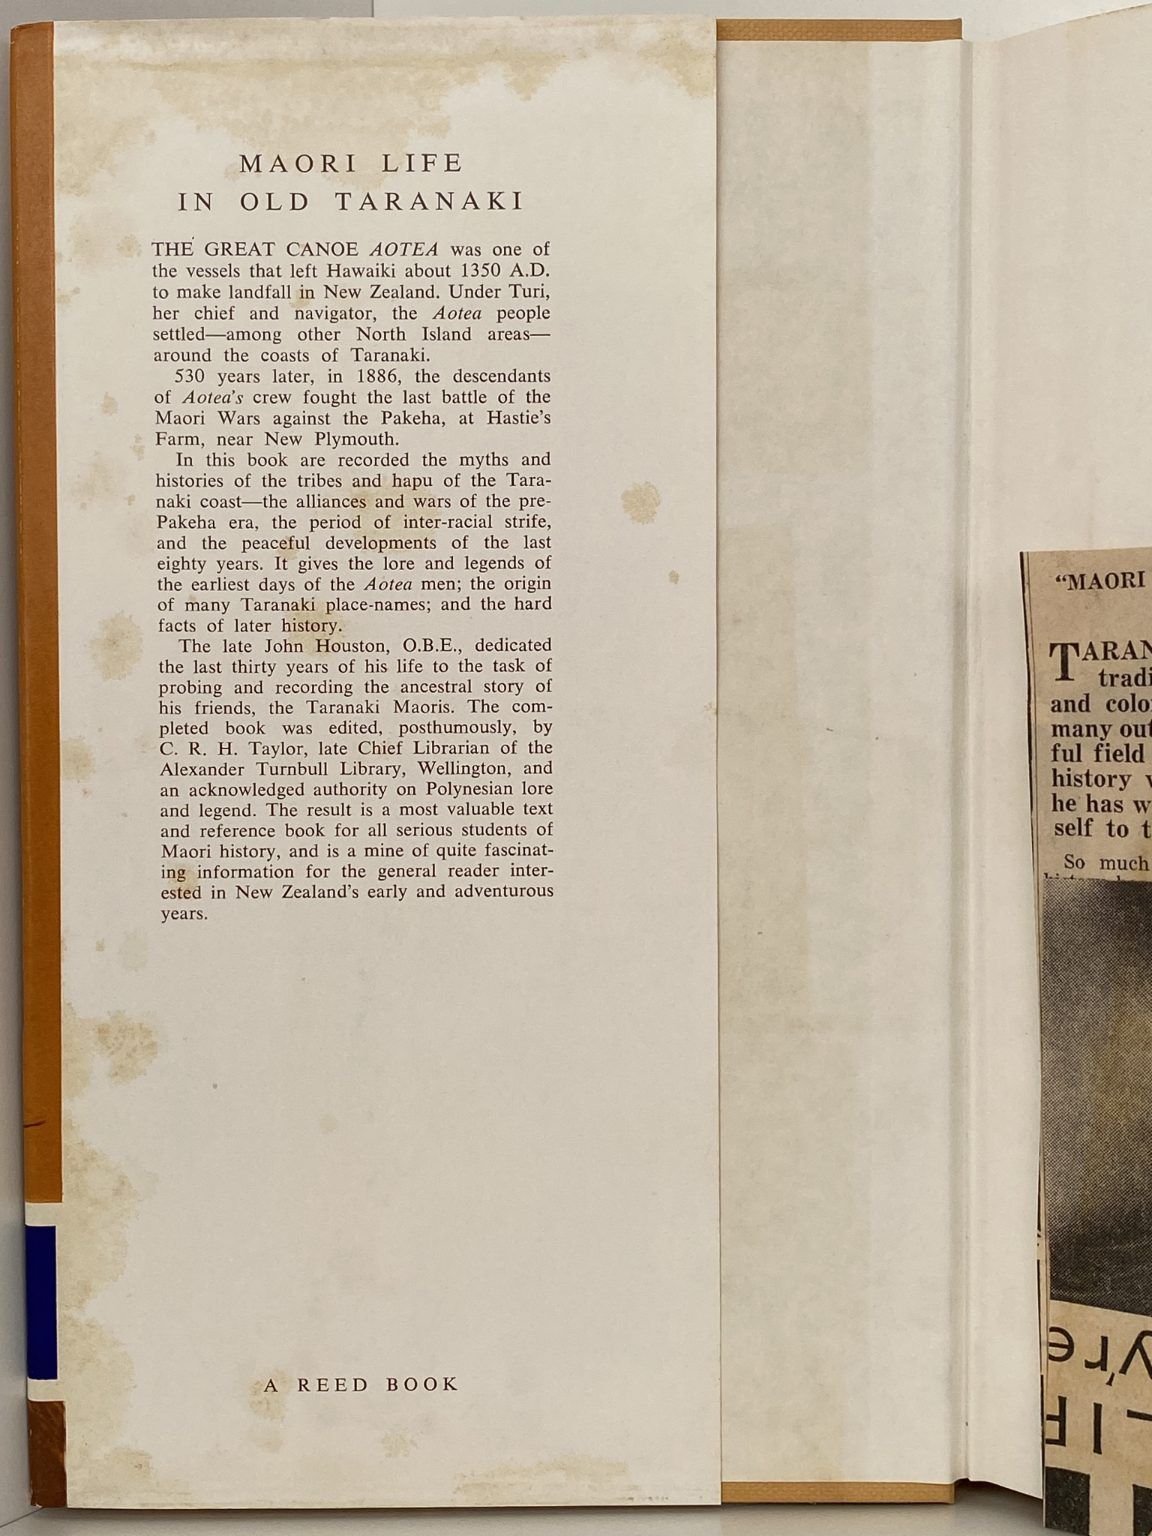 MAORI LIFE
IN OLD TARANAKI
THE GREAT CANOE AOTEA was one of
the vessels that left Hawaiki about 1350 A.D.
to make landfall in New Zealand. Under Turi,
her chief and navigator, the Aotea people
settled—among other North Island areas—
around the coasts of Taranaki.
530 years later, in 1886, the descendants
of Aotea's crew fought the last battle of the
Maori Wars against the Pakeha, at Hastie's
Farm, near New Plymouth.
In this book are recorded the myths and
histories of the tribes and hapu of the Tara-
naki coast—the alliances and wars of the pre-
Pakeha era, the period of inter-racial strife,
and the peaceful developments of the last
eighty years. It gives the lore and legends of
the earliest days of the Aotea men; the origin
of many Taranaki place-names; and the hard
facts of later history.
The late John Houston, O.B.E., dedicated
the last thirty years of his life to the task of
probing and recording the ancestral story of
his friends, the Taranaki Maoris. The com-
pleted book was edited, posthumously, by
C. R. H. Taylor, late Chief Librarian of the
Alexander Turnbull Library, Wellington, and
an acknowledged authority on Polynesian lore
and legend. The result is a most valuable text
and reference book for all serious students of
Maori history, and is a mine of quite fascinat-
ing information for the general reader inter-
ested in New Zealand's early and adventurous
years.
A REED BOOK
"MAORI
TARAN
tradi
and colo
many out
ful field
history
he has w
self to t
So much